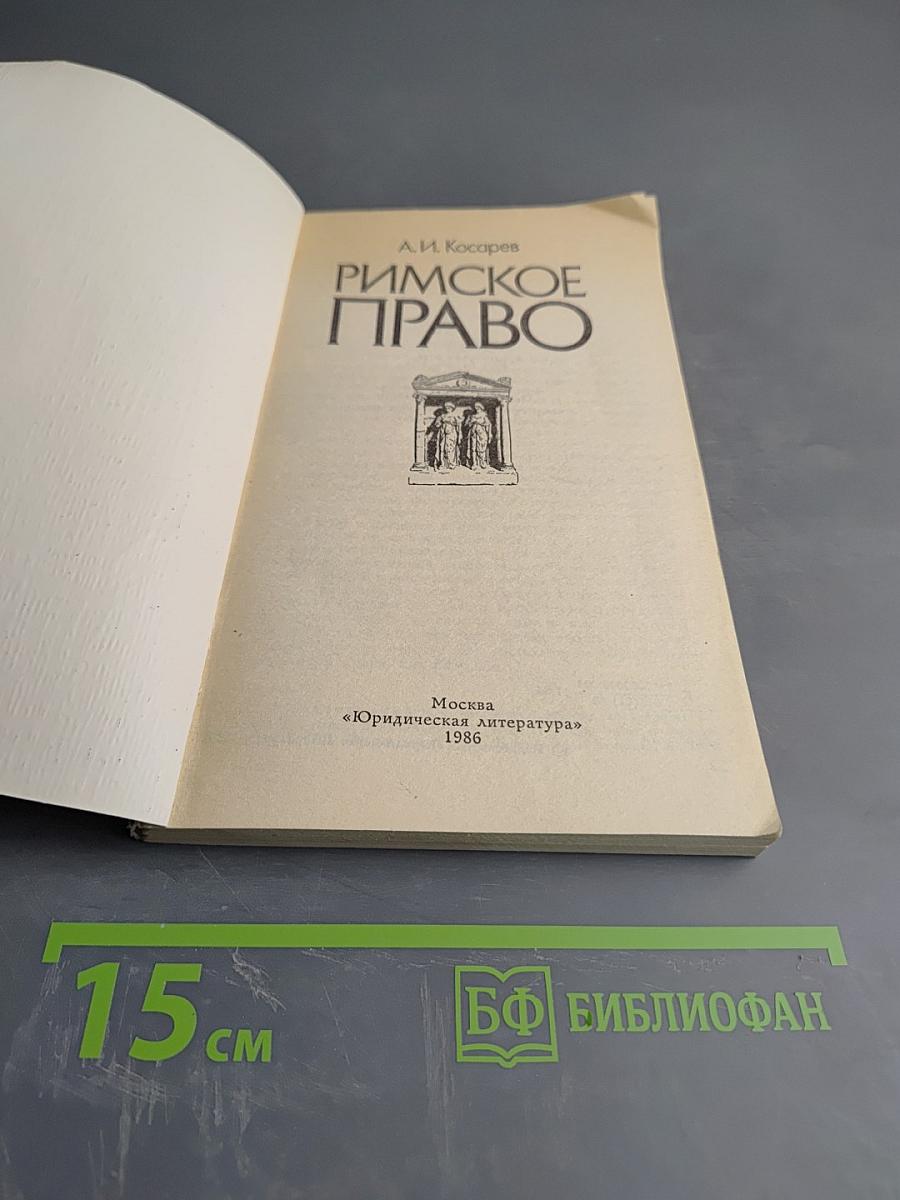 А. И. Косарев
РИМСКОЕ
ПРАВО
Москва
«Юридическая литература»
1986
15 см
БФ БИБЛИОФАН